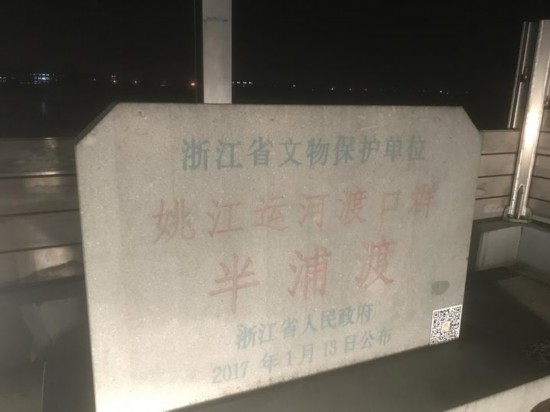 浙江省文物保护单位
姚江运河渡口群
半浦渡
浙江省人民政府
2017年1月13日公布